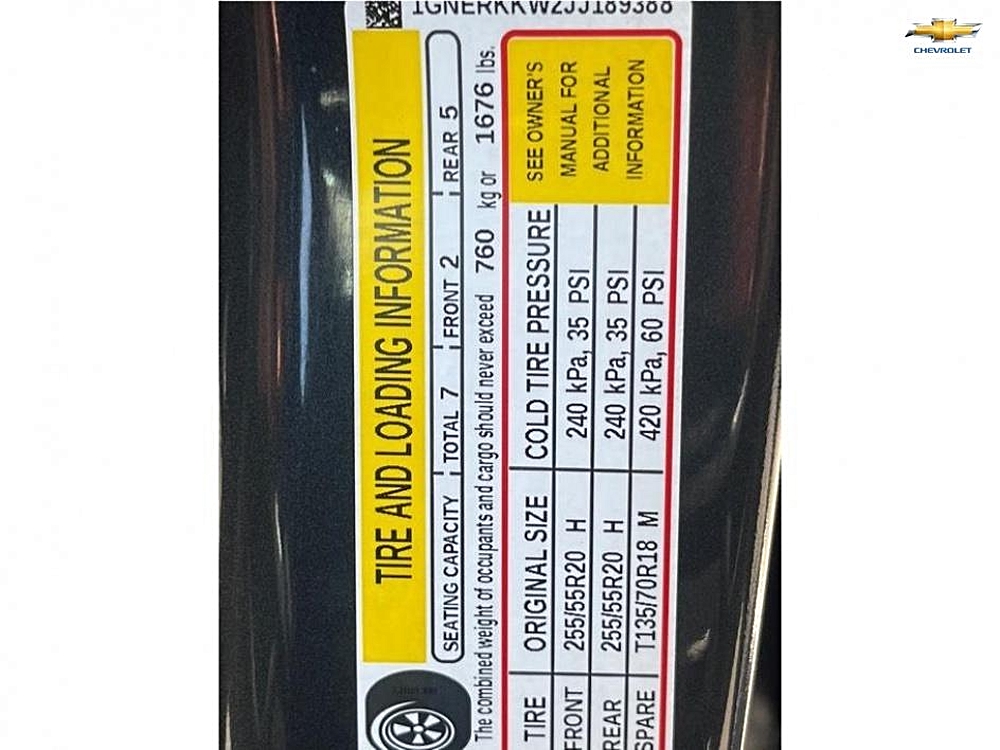 1GNERKKW2JJ189388
TIRE AND LOADING INFORMATION
SEATING CAPACITY TOTAL 7 FRONT 2 REAR 5
The combined weight of occupants and cargo should never exceed 760 kg or 1676 lbs.
TIRE ORIGINAL SIZE COLD TIRE PRESSURE
FRONT 255/55R20 H 240 kPa, 35 PSI
REAR 255/55R20 H 240 kPa, 35 PSI
SPARE T135/70R18 M 420 kPa, 60 PSI
SEE OWNER'S
MANUAL FOR
ADDITIONAL
INFORMATION
CHEVROLET